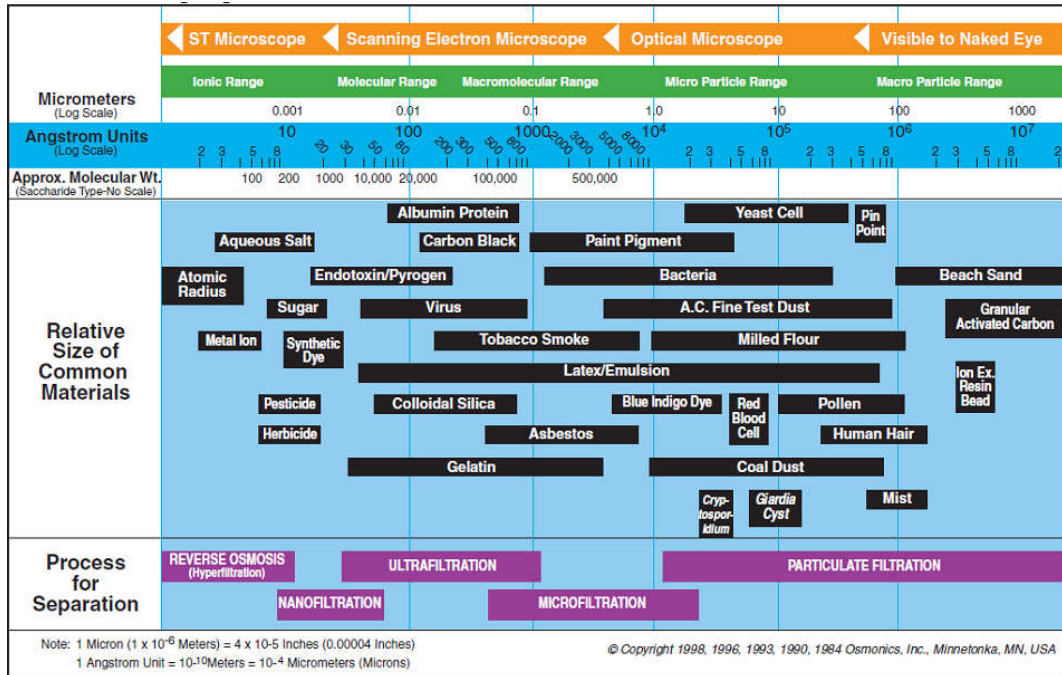 ST Microscope Scanning Electron Microscope Optical Microscope Visible to Naked Eye
Ionic Range Molecular Range Macromolecular Range Micro Particle Range Macro Particle Range
Micrometers
(Log Scale)
0.001 0.01 0.1 1.0 10 100 1000
Angstrom Units
(Log Scale)
10 100 1000 10⁴ 10⁵ 10⁶ 10⁷
2 3 5 8 20 30 50 80 200 300 500 800 2000 3000 5000 8000 2 3 5 8 2 3 5 8 2 3 5 8 2
Approx. Molecular Wt.
(Saccharide Type-No Scale)
100 200 1000 10,000 20,000 100,000 500,000
Relative
Size of
Common
Materials
Albumin Protein Yeast Cell Pin
Point
Aqueous Salt Carbon Black Paint Pigment
Atomic
Radius
Endotoxin/Pyrogen Bacteria Beach Sand
Sugar Virus A.C. Fine Test Dust Granular
Activated Carbon
Metal Ion Synthetic
Dye
Tobacco Smoke Milled Flour
Latex/Emulsion Ion Ex.
Resin
Bead
Pesticide Colloidal Silica Blue Indigo Dye Red
Blood
Cell
Pollen
Herbicide Asbestos Human Hair
Gelatin Coal Dust
Cryp-
tospor-
idium
Giardia
Cyst
Mist
Process
for
Separation
REVERSE OSMOSIS
(Hyperfiltration)
ULTRAFILTRATION PARTICULATE FILTRATION
NANOFILTRATION MICROFILTRATION
Note: 1 Micron (1 x 10⁻⁶ Meters) = 4 x 10-5 Inches (0.00004 Inches)
1 Angstrom Unit = 10⁻¹⁰Meters = 10⁻⁴ Micrometers (Microns)
© Copyright 1998, 1996, 1993, 1990, 1984 Osmonics, Inc., Minnetonka, MN, USA